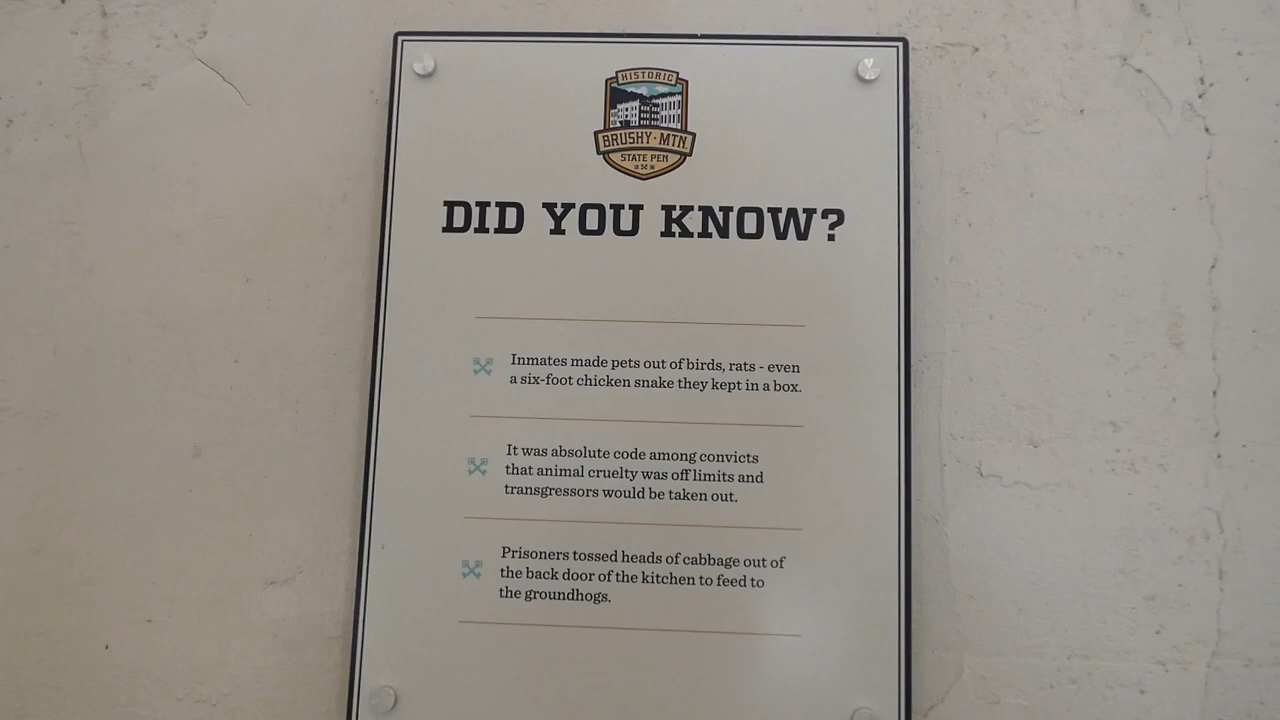 HISTORIC
BRUSHY • MTN.
STATE PEN
DID YOU KNOW?
Inmates made pets out of birds, rats - even
a six-foot chicken snake they kept in a box.
It was absolute code among convicts
that animal cruelty was off limits and
transgressors would be taken out.
Prisoners tossed heads of cabbage out of
the back door of the kitchen to feed to
the groundhogs.